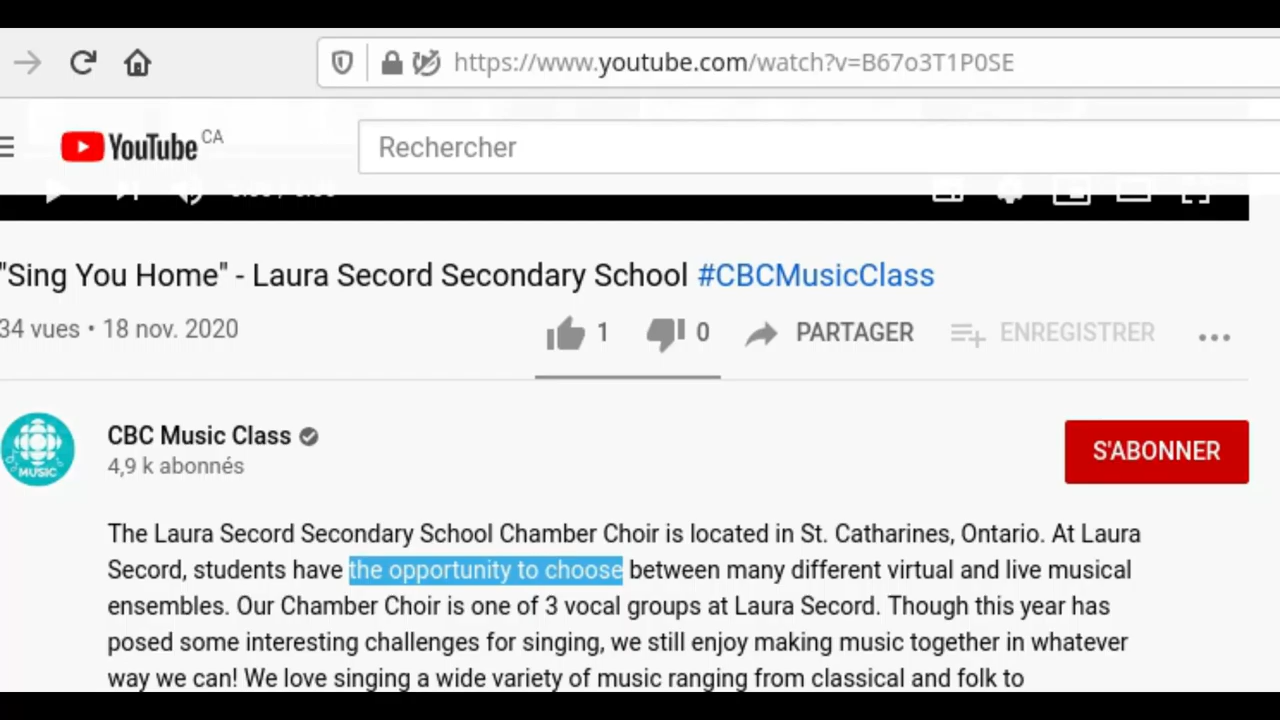 https://www.youtube.com/watch?v=B67o3T1P0SE
YouTube CA
Rechercher
"Sing You Home" - Laura Secord Secondary School #CBCMusicClass
34 vues • 18 nov. 2020
1 0 PARTAGER ENREGISTRER ...
CBC Music Class
MUSIC
4,9 k abonnés
S'ABONNER
The Laura Secord Secondary School Chamber Choir is located in St. Catharines, Ontario. At Laura
Secord, students have the opportunity to choose between many different virtual and live musical
ensembles. Our Chamber Choir is one of 3 vocal groups at Laura Secord. Though this year has
posed some interesting challenges for singing, we still enjoy making music together in whatever
way we can! We love singing a wide variety of music ranging from classical and folk to